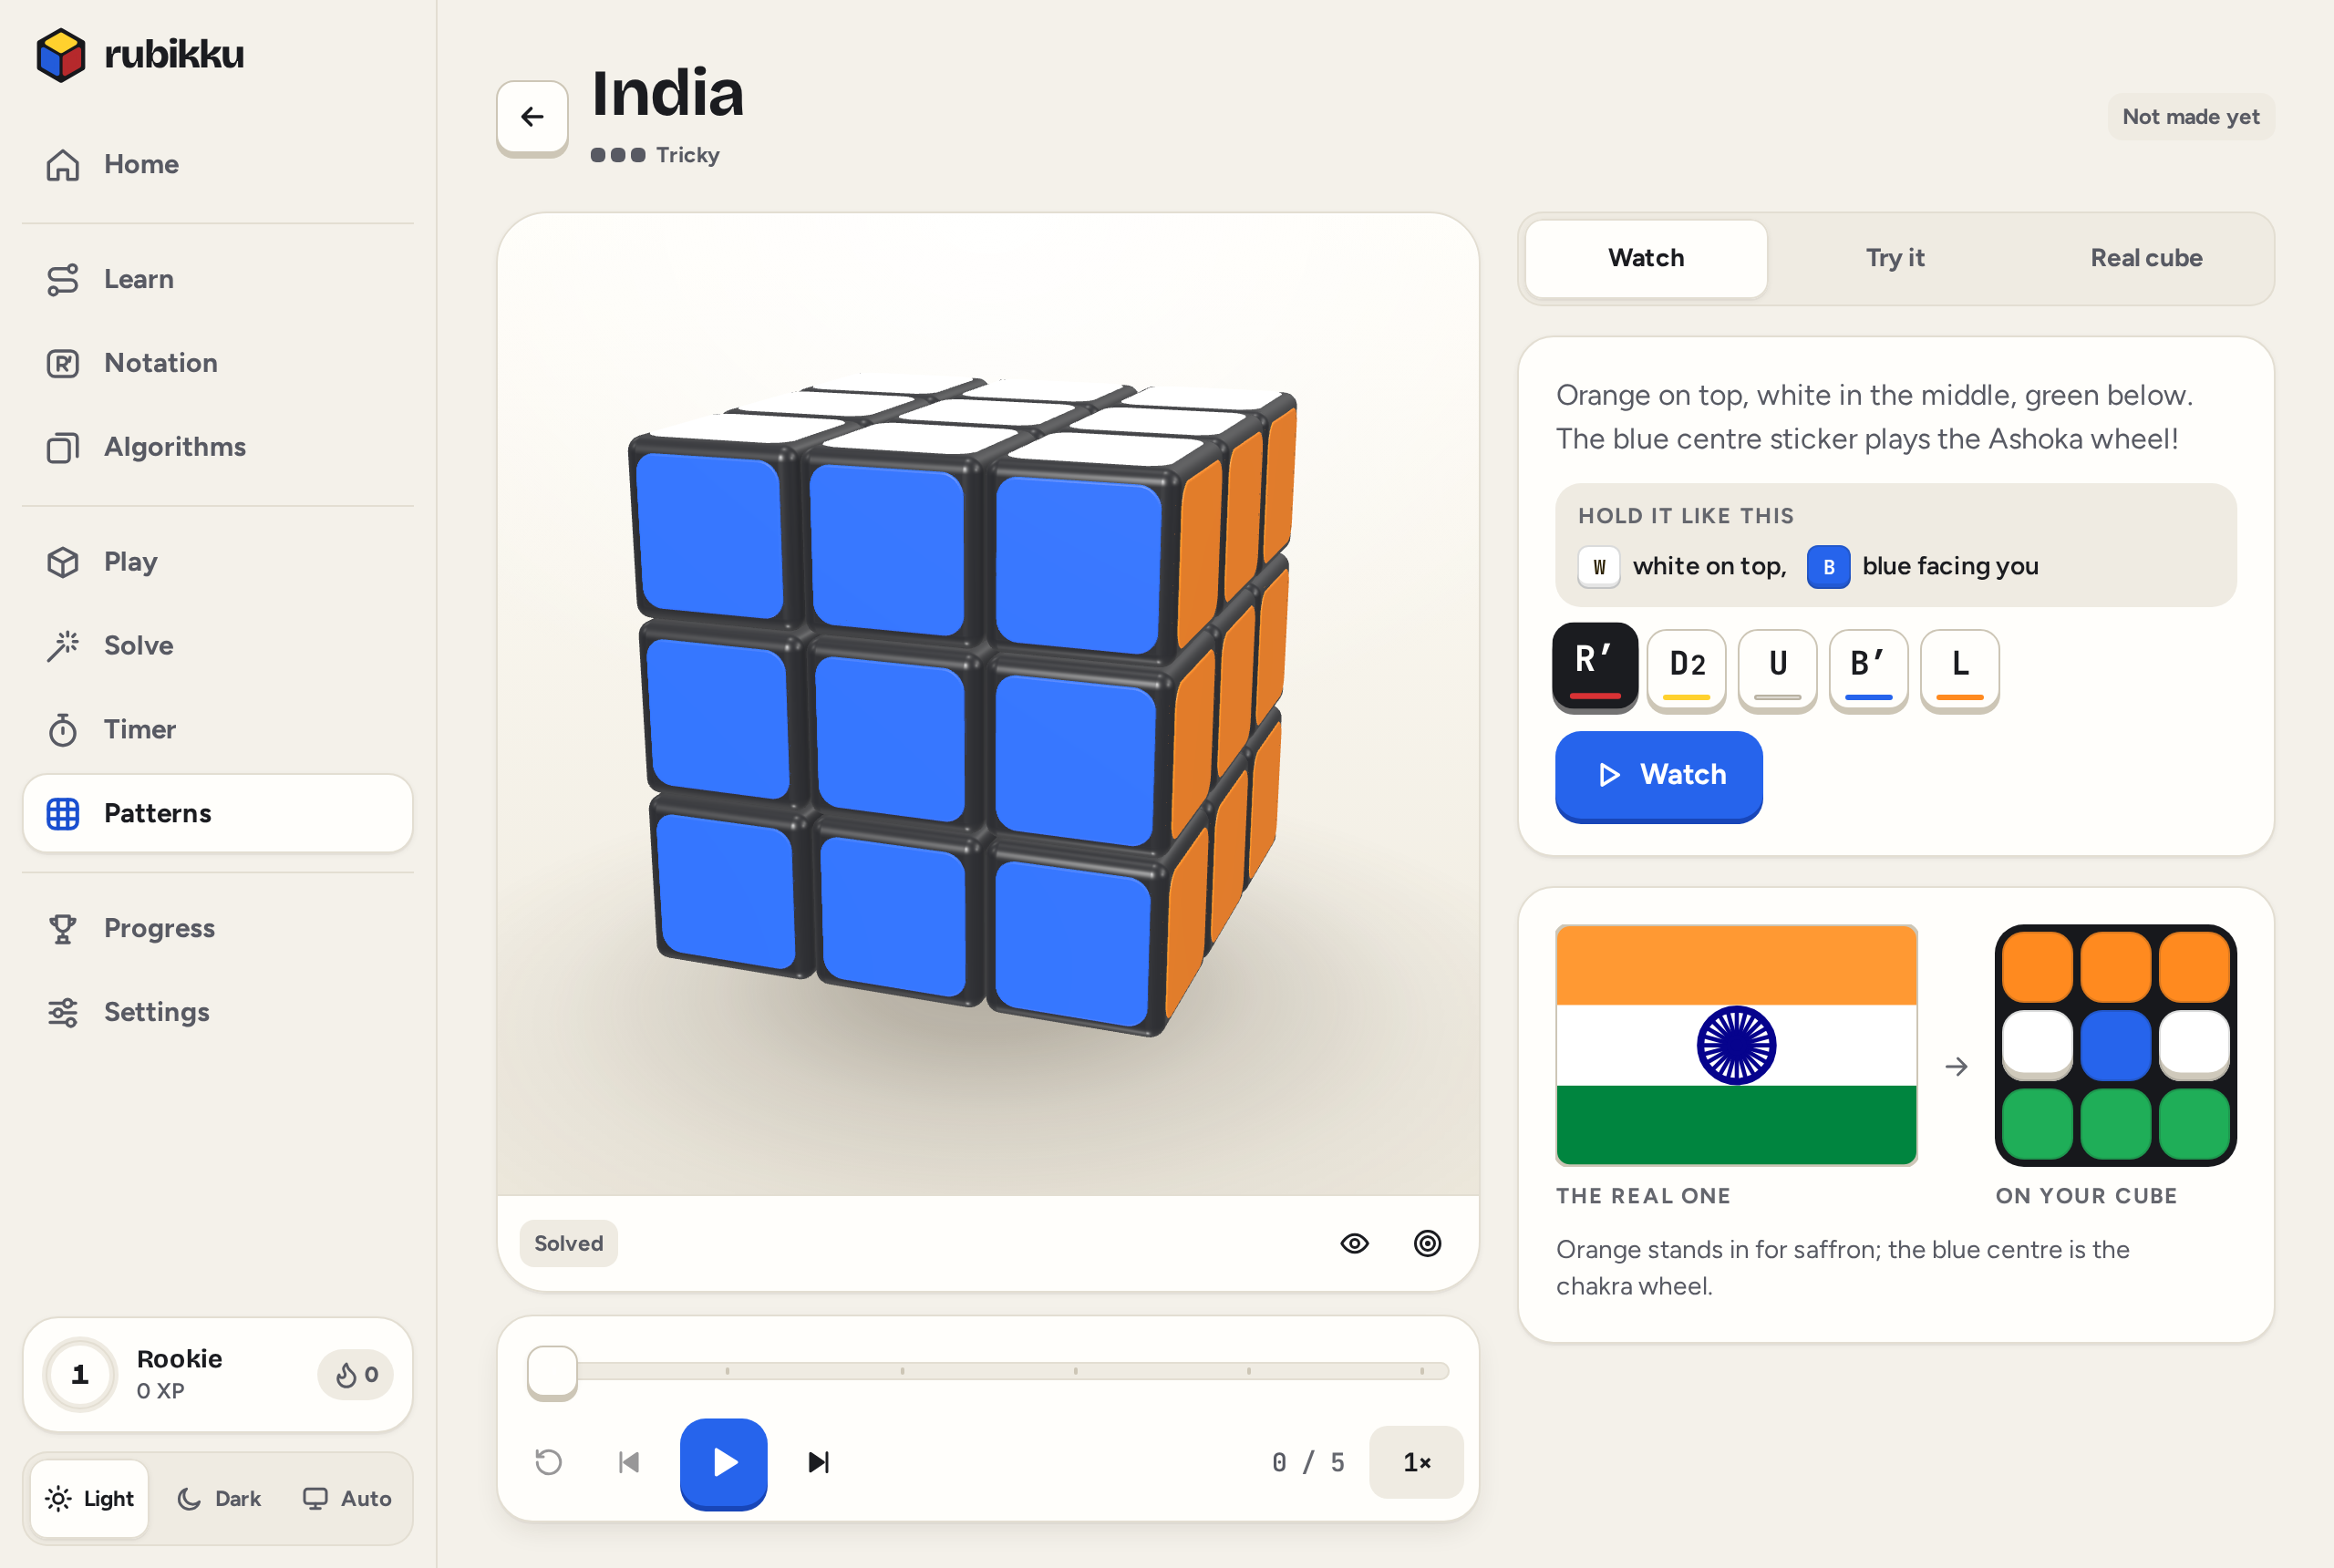 rubikku
Home
Learn
Notation
Algorithms
Play
Solve
Timer
Patterns
Progress
Settings
1
Rookie
0 XP
0
Light
Dark
Auto
India
Tricky
Not made yet
Solved
0 / 5
1×
Watch
Try it
Real cube
Orange on top, white in the middle, green below.
The blue centre sticker plays the Ashoka wheel!
HOLD IT LIKE THIS
W white on top, B blue facing you
R′ D2 U B′ L
Watch
THE REAL ONE
ON YOUR CUBE
Orange stands in for saffron; the blue centre is the
chakra wheel.